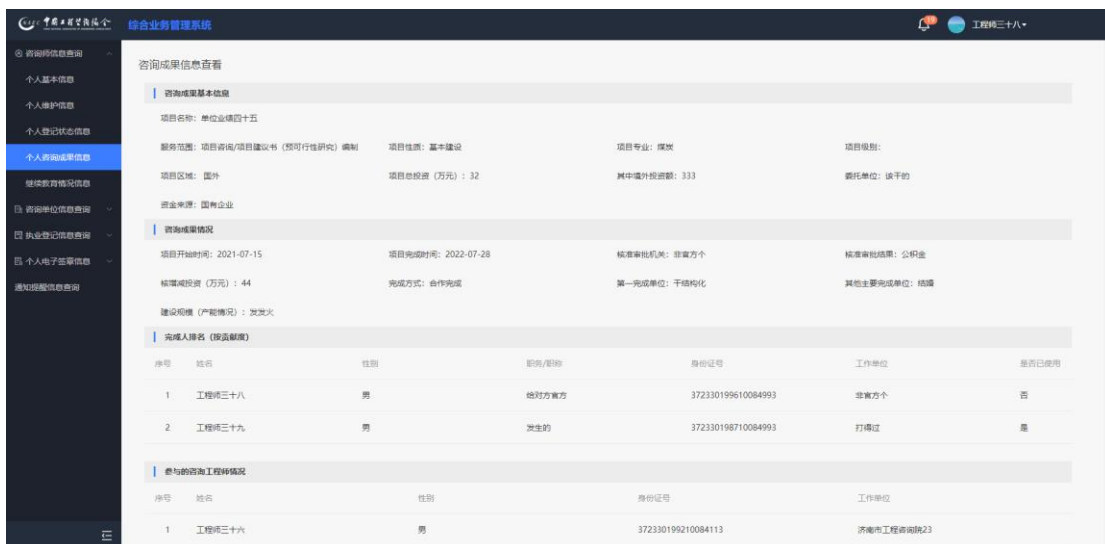 中国工程咨询协会 综合业务管理系统 19 工程师三十八
咨询师信息查询
个人基本信息
个人维护信息
个人登记状态信息
个人咨询成果信息
继续教育情况信息
咨询单位信息查询
执业登记信息查询
个人电子签章信息
通知提醒信息查询
咨询成果信息查看
咨询成果基本信息
项目名称：单位业绩四十五
服务范围：项目咨询/项目建议书（预可行性研究）编制 项目性质：基本建设 项目专业：煤炭 项目级别：
项目区域： 国外 项目总投资（万元）：32 其中境外投资额：333 委托单位：该干的
资金来源：国有企业
咨询成果情况
项目开始时间：2021-07-15 项目完成时间：2022-07-28 核准审批机关：非官方个 核准审批结果：公积金
核增减投资（万元）：44 完成方式：合作完成 第一完成单位：干结构化 其他主要完成单位：结婚
建设规模（产能情况）：发发火
完成人排名（按贡献度）
序号 姓名 性别 职务/职称 身份证号 工作单位 是否已使用
1 工程师三十八 男 给对方官方 372330199610084993 非官方个 否
2 工程师三十九 男 发生的 372330198710084993 打得过 是
参与的咨询工程师情况
序号 姓名 性别 身份证号 工作单位
1 工程师三十六 男 372330199210084113 济南市工程咨询院23